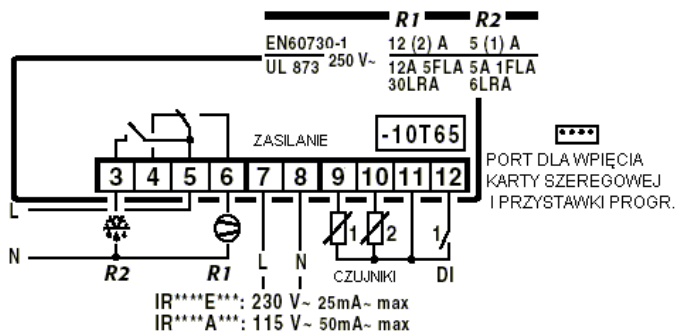 R1 R2
EN60730-1 12 (2) A 5 (1) A
UL 873 250 V~ 12A 5FLA 5A 1FLA
30LRA 6LRA
ZASILANIE -10T65
PORT DLA WPIĘCIA
KARTY SZEREGOWEJ
I PRZYSTAWKI PROGR.
3 4 5 6 7 8 9 10 11 12
L
1 2 1
N R2 R1 L N CZUJNIKI DI
IR****E***: 230 V~ 25mA~ max
IR****A***: 115 V~ 50mA~ max